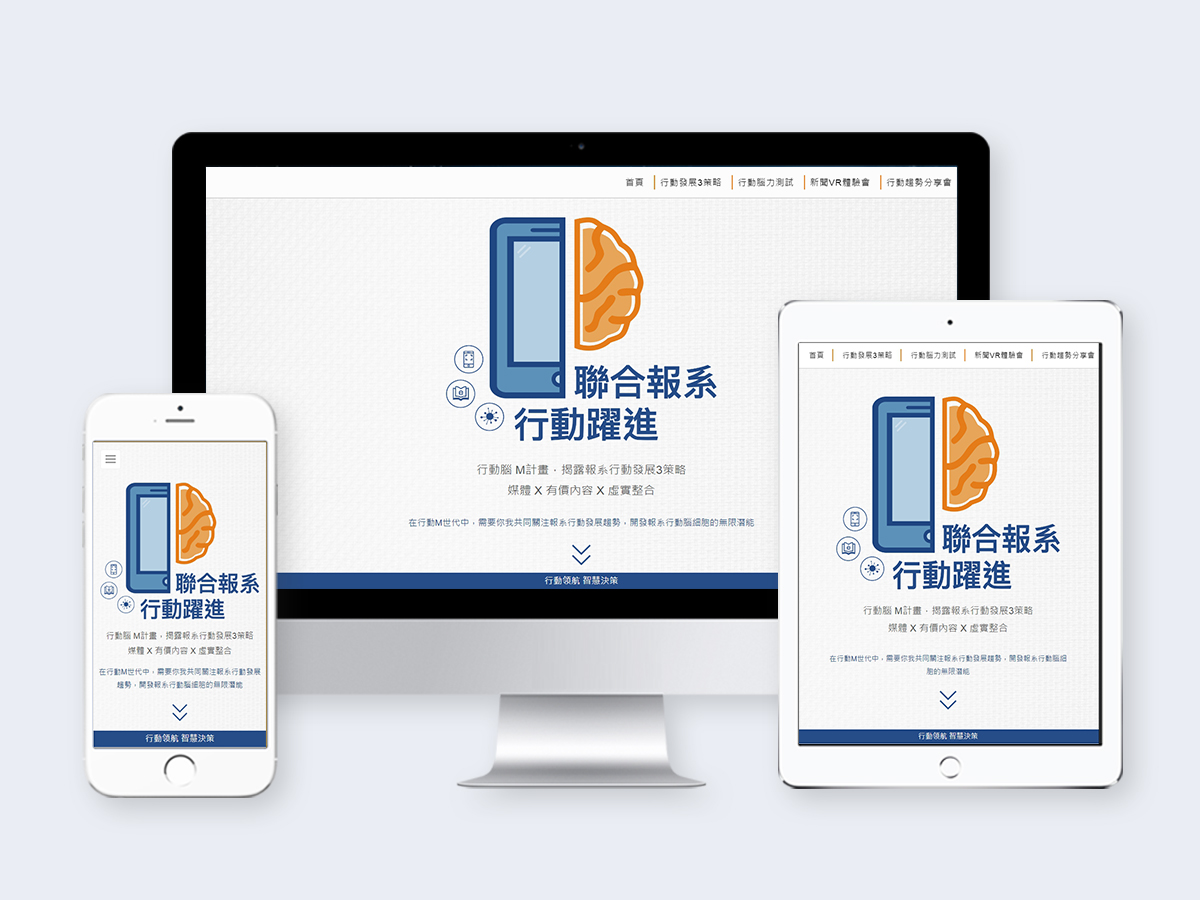 首頁 行動發展3策略 行動腦力測試 新聞VR體驗會 行動趨勢分享會
聯合報系
行動躍進
行動腦 M計畫，揭露報系行動發展3策略
媒體 X 有價內容 X 虛實整合
在行動M世代中，需要你我共同關注報系行動發展趨勢，開發報系行動腦細胞的無限潛能
行動領航 智慧決策
聯合報系
行動躍進
行動腦 M計畫，揭露報系行動發展3策略
媒體 X 有價內容 X 虛實整合
在行動M世代中，需要你我共同關注報系行動發展
趨勢，開發報系行動腦細胞的無限潛能
行動領航 智慧決策
首頁 行動發展3策略 行動腦力測試 新聞VR體驗會 行動趨勢分享會
聯合報系
行動躍進
行動腦 M計畫，揭露報系行動發展3策略
媒體 X 有價內容 X 虛實整合
在行動M世代中，需要你我共同關注報系行動發展趨勢，開發報系行動腦細
胞的無限潛能
行動領航 智慧決策